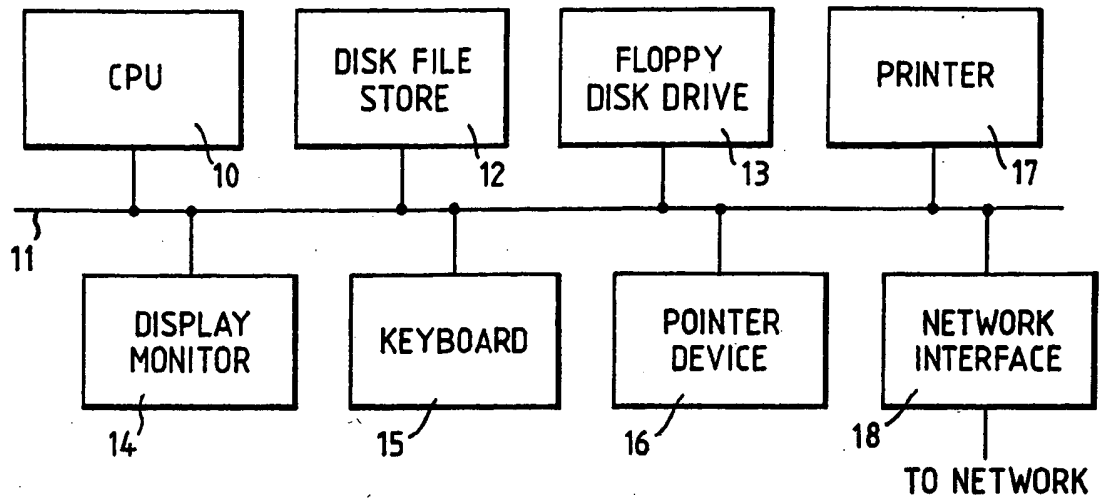 CPU
10
DISK FILE
STORE
12
FLOPPY
DISK DRIVE
13
PRINTER
17
11
DISPLAY
MONITOR
14
KEYBOARD
15
POINTER
DEVICE
16
NETWORK
INTERFACE
18
TO NETWORK